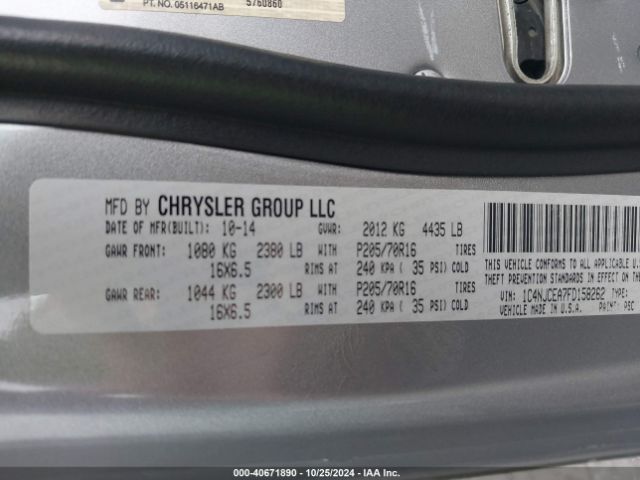 PT. NO. 05116471AB 5760860
MFD BY CHRYSLER GROUP LLC
DATE OF MFR(BUILT): 10-14 GVWR: 2012 KG 4435 LB
GAWR FRONT: 1080 KG 2380 LB WITH P205/70R16 TIRES
16X6.5 RIMS AT 240 KPA ( 35 PSI) COLD
GAWR REAR: 1044 KG 2300 LB WITH P205/70R16 TIRES
16X6.5 RIMS AT 240 KPA ( 35 PSI) COLD
THIS VEHICLE CONFORMS TO ALL APPLICABLE U.S
THEFT PREVENTION STANDARDS IN EFFECT ON
VIN: 1C4NJCEA7FD158262 TYPE:
VEHICLE MADE IN U.S.A. PAINT: PSC
000-40671890 - 10/25/2024 - IAA Inc.